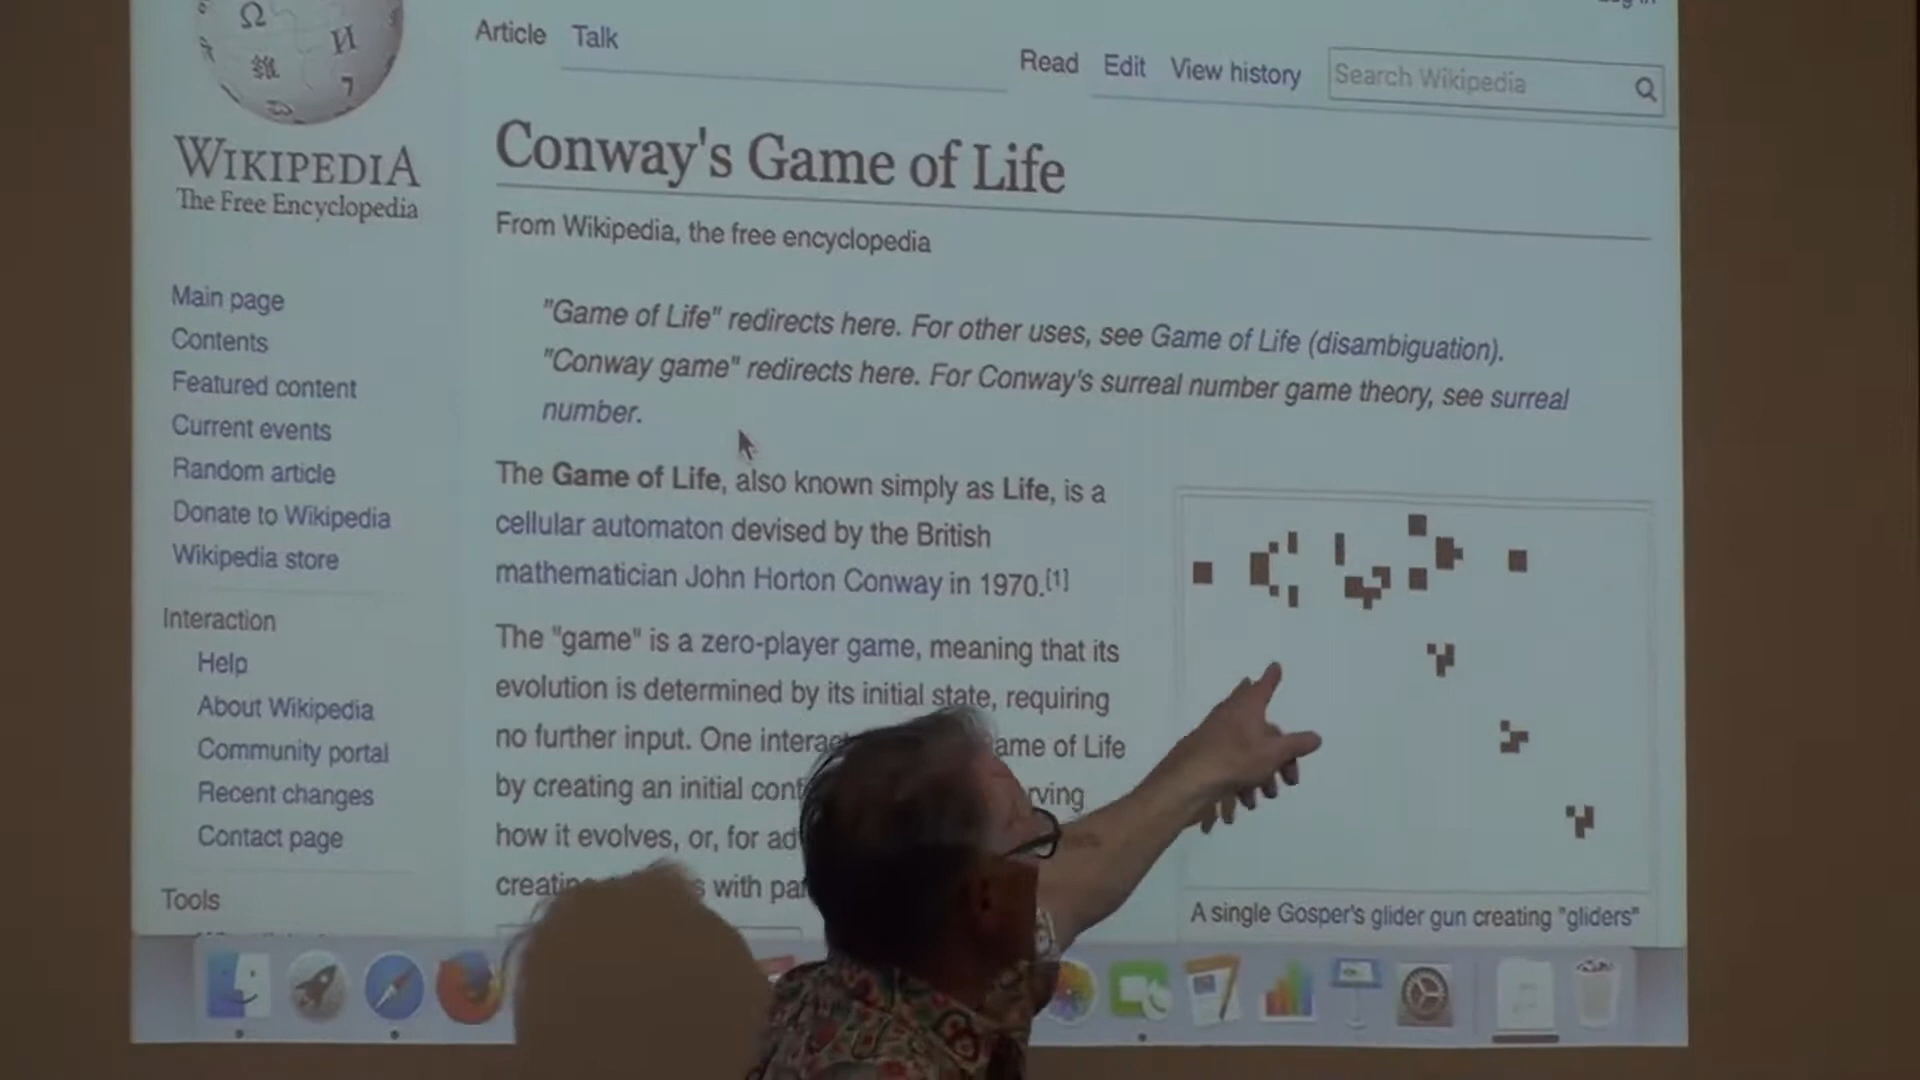 Article Talk
Read Edit View history Search Wikipedia
WIKIPEDIA
The Free Encyclopedia
Main page
Contents
Featured content
Current events
Random article
Donate to Wikipedia
Wikipedia store
Interaction
Help
About Wikipedia
Community portal
Recent changes
Contact page
Tools
Conway's Game of Life
From Wikipedia, the free encyclopedia
"Game of Life" redirects here. For other uses, see Game of Life (disambiguation).
"Conway game" redirects here. For Conway's surreal number game theory, see surreal
number.
The Game of Life, also known simply as Life, is a
cellular automaton devised by the British
mathematician John Horton Conway in 1970.[1]
The "game" is a zero-player game, meaning that its
evolution is determined by its initial state, requiring
no further input. One ame of Life
by creating an initial
how it evolves, or, for
with
A single Gosper's glider gun creating "gliders"